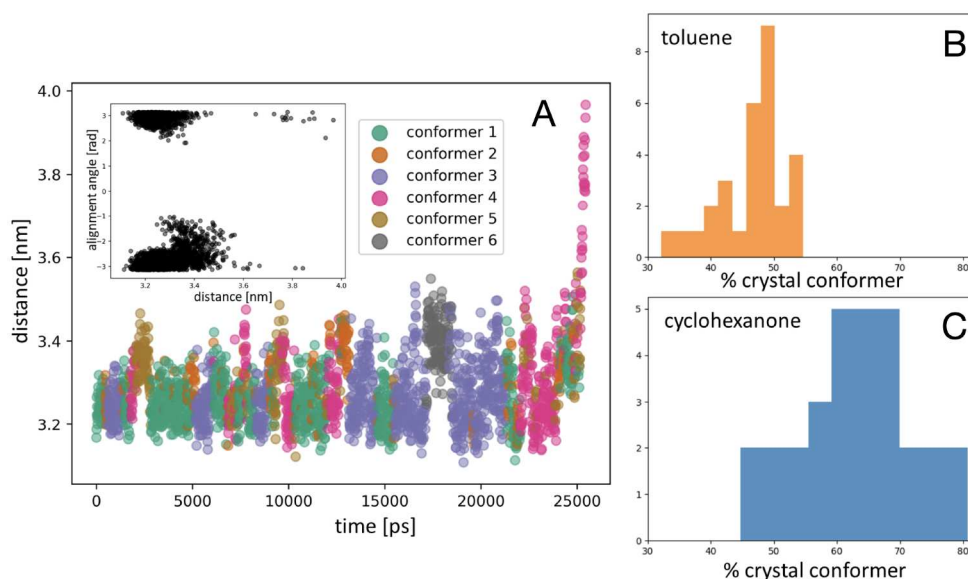 A
4.0
3.8
3.6
3.4
3.2
distance [nm]
0
5000
10000
15000
20000
25000
time [ps]
3
2
1
0
−1
−2
−3
alignment angle [rad]
3.2
3.4
3.6
3.8
4.0
distance [nm]
conformer 1
conformer 2
conformer 3
conformer 4
conformer 5
conformer 6
toluene
B
8
6
4
2
0
30
40
50
60
70
80
% crystal conformer
cyclohexanone
C
5
4
3
2
1
0
30
40
50
60
70
80
% crystal conformer